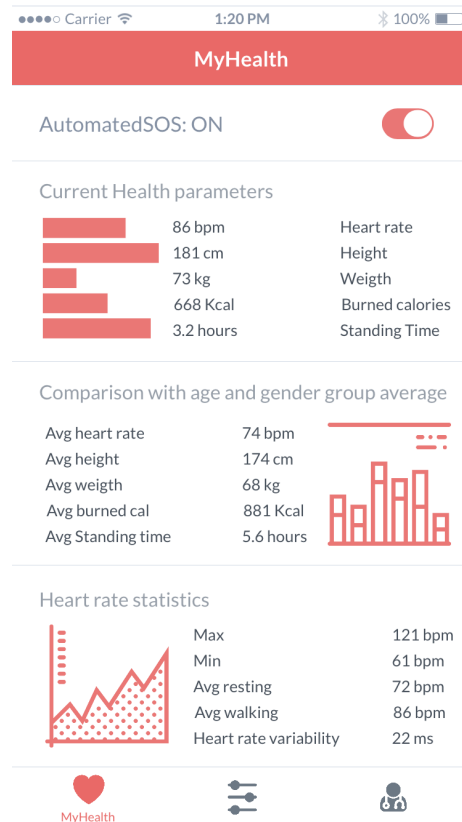 Carrier 1:20 PM 100%
MyHealth
AutomatedSOS: ON
Current Health parameters
86 bpm Heart rate
181 cm Height
73 kg Weigth
668 Kcal Burned calories
3.2 hours Standing Time
Comparison with age and gender group average
Avg heart rate 74 bpm
Avg height 174 cm
Avg weigth 68 kg
Avg burned cal 881 Kcal
Avg Standing time 5.6 hours
Heart rate statistics
Max 121 bpm
Min 61 bpm
Avg resting 72 bpm
Avg walking 86 bpm
Heart rate variability 22 ms
MyHealth